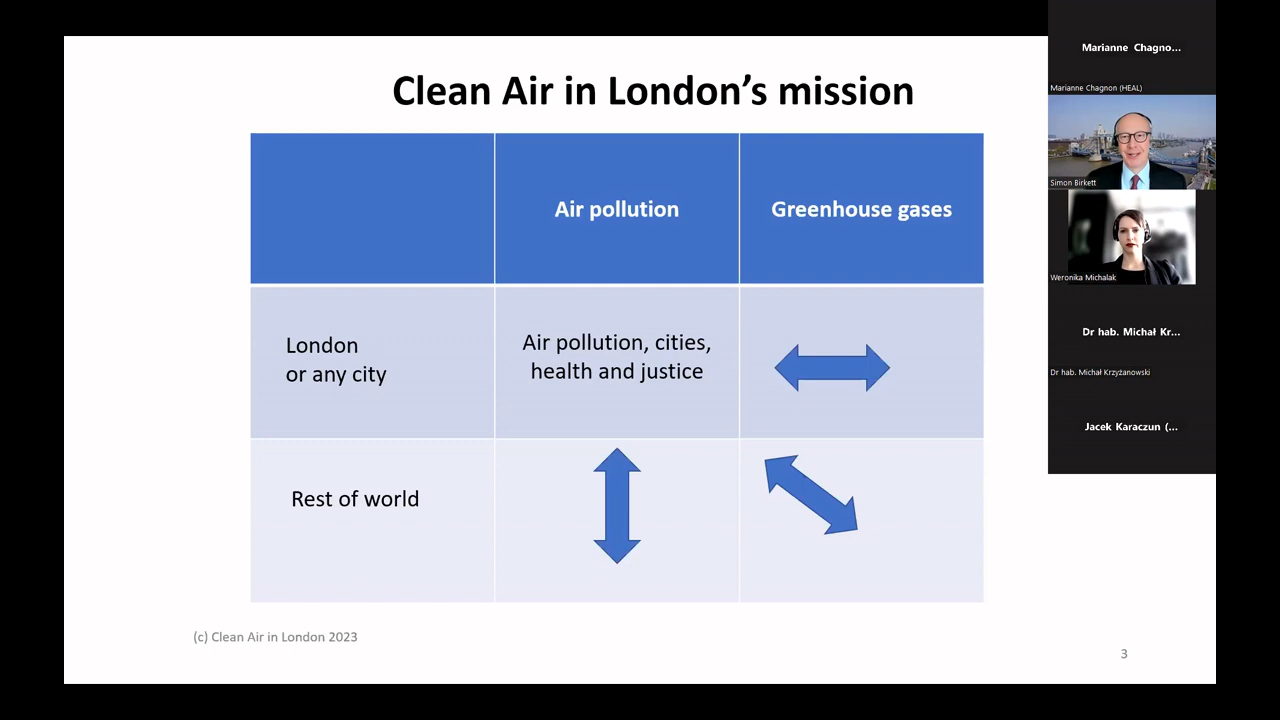 Clean Air in London’s mission
Air pollution
Greenhouse gases
London
or any city
Air pollution, cities,
health and justice
Rest of world
(c) Clean Air in London 2023
3
Marianne Chagno...
Marianne Chagnon (HEAL)
Simon Birkett
Weronika Michalak
Dr hab. Michał Kr...
Dr hab. Michał Krzyżanowski
Jacek Karaczun (...